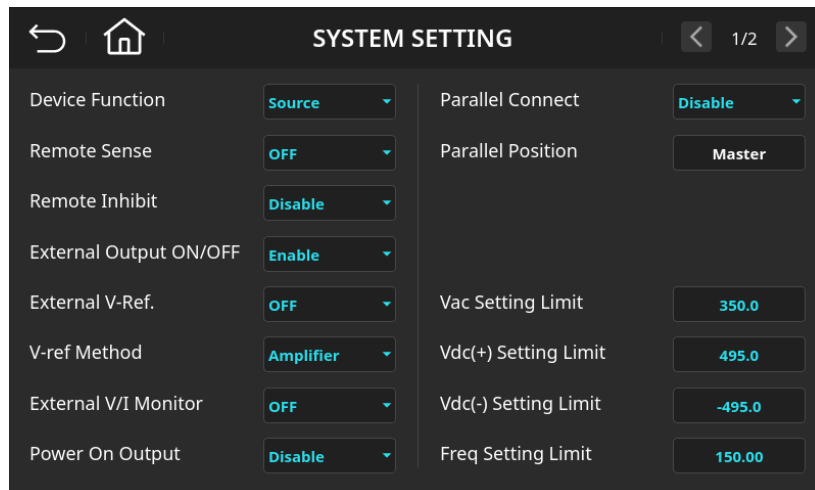 SYSTEM SETTING
1/2
Device Function Source
Remote Sense OFF
Remote Inhibit Disable
External Output ON/OFF Enable
External V-Ref. OFF
V-ref Method Amplifier
External V/I Monitor OFF
Power On Output Disable
Parallel Connect Disable
Parallel Position Master
Vac Setting Limit 350.0
Vdc(+) Setting Limit 495.0
Vdc(-) Setting Limit -495.0
Freq Setting Limit 150.00